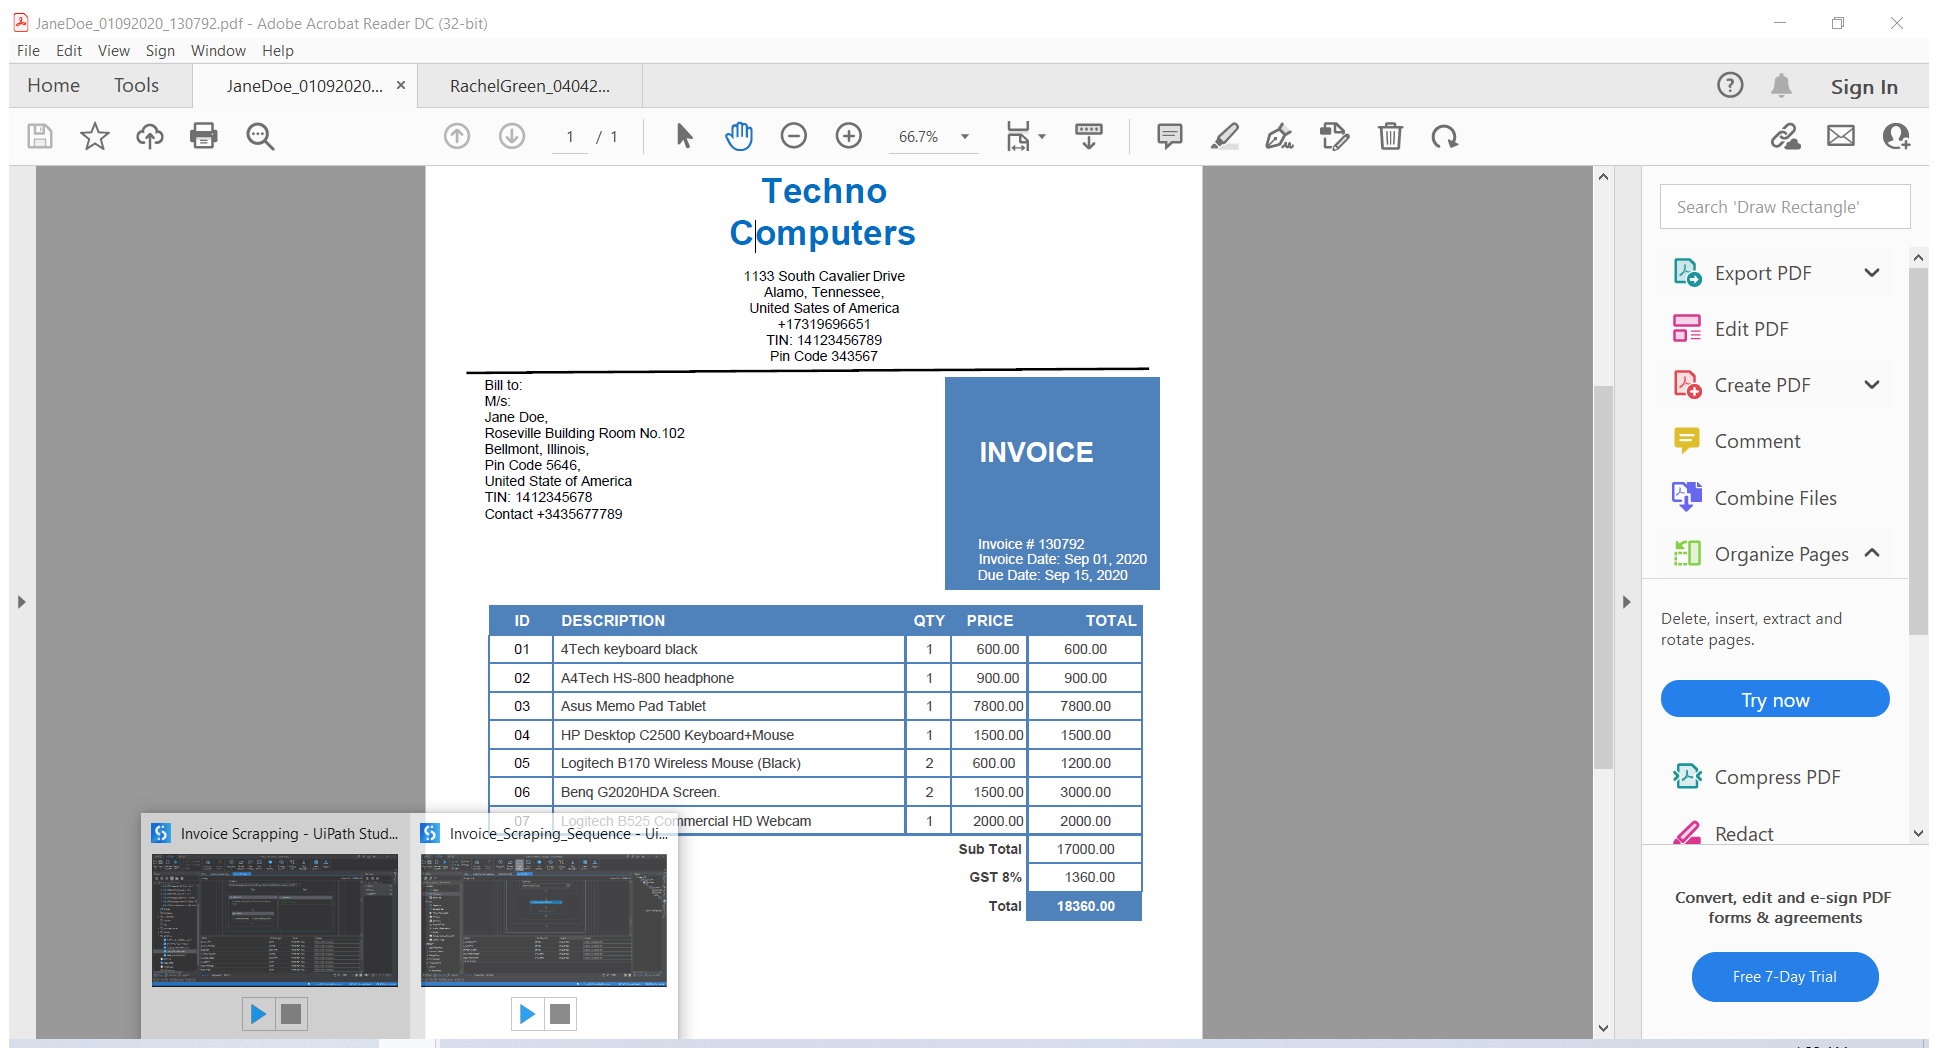 JaneDoe_01092020_130792.pdf - Adobe Acrobat Reader DC (32-bit)
File Edit View Sign Window Help
Home Tools JaneDoe_01092020... × RachelGreen_04042... Sign In
1 / 1 66.7%
Techno
Computers
1133 South Cavalier Drive
Alamo, Tennessee,
United Sates of America
+17319696651
TIN: 14123456789
Pin Code 343567
Bill to:
M/s:
Jane Doe,
Roseville Building Room No.102
Bellmont, Illinois,
Pin Code 5646,
United State of America
TIN: 1412345678
Contact +3435677789
INVOICE
Invoice # 130792
Invoice Date: Sep 01, 2020
Due Date: Sep 15, 2020
ID DESCRIPTION QTY PRICE TOTAL
01 4Tech keyboard black 1 600.00 600.00
02 A4Tech HS-800 headphone 1 900.00 900.00
03 Asus Memo Pad Tablet 1 7800.00 7800.00
04 HP Desktop C2500 Keyboard+Mouse 1 1500.00 1500.00
05 Logitech B170 Wireless Mouse (Black) 2 600.00 1200.00
06 Benq G2020HDA Screen. 2 1500.00 3000.00
07 Logitech B525 Commercial HD Webcam 1 2000.00 2000.00
Sub Total 17000.00
GST 8% 1360.00
Total 18360.00
Invoice Scrapping - UiPath Stud...
Invoice_Scraping_Sequence - Ui...
Search 'Draw Rectangle'
Export PDF
Edit PDF
Create PDF
Comment
Combine Files
Organize Pages
Delete, insert, extract and
rotate pages.
Try now
Compress PDF
Redact
Convert, edit and e-sign PDF
forms & agreements
Free 7-Day Trial